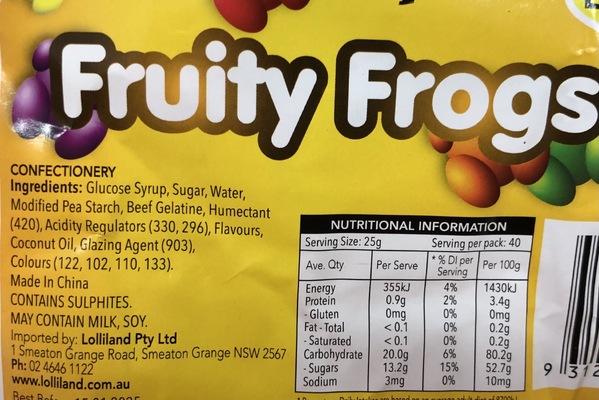 Fruity Frogs
CONFECTIONERY
Ingredients: Glucose Syrup, Sugar, Water,
Modified Pea Starch, Beef Gelatine, Humectant
(420), Acidity Regulators (330, 296), Flavours,
Coconut Oil, Glazing Agent (903),
Colours (122, 102, 110, 133).
Made In China
CONTAINS SULPHITES.
MAY CONTAIN MILK, SOY.
Imported by: Lolliland Pty Ltd
1 Smeaton Grange Road, Smeaton Grange NSW 2567
Ph: 02 4646 1122
www.lolliland.com.au
NUTRITIONAL INFORMATION
Serving Size: 25g Serving per pack: 40
Ave. Qty Per Serve *% DI per Serving Per 100g
Energy 355kJ 4% 1430kJ
Protein 0.9g 2% 3.4g
- Gluten 0mg 0% 0mg
Fat - Total < 0.1 0% 0.2g
- Saturated < 0.1 0% 0.2g
Carbohydrate 20.0g 6% 80.2g
- Sugars 13.2g 15% 52.7g
Sodium 3mg 0% 10mg
9 312